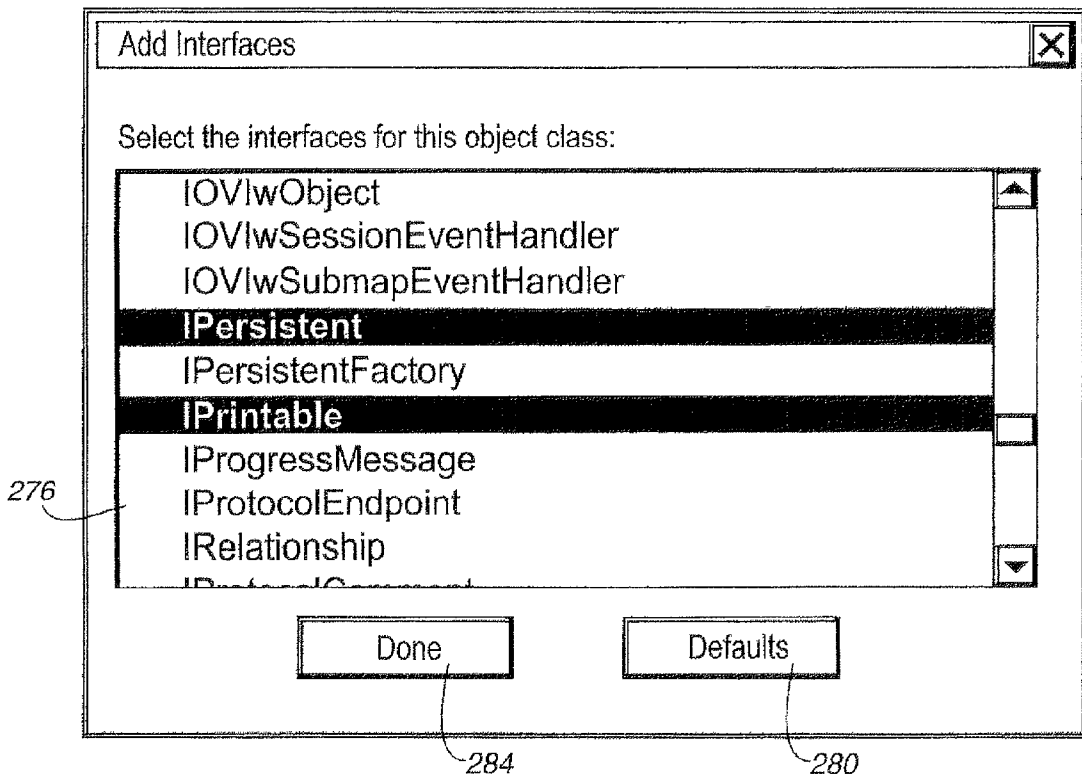 Add Interfaces
Select the interfaces for this object class:
IOVIwObject
IOVIwSessionEventHandler
IOVIwSubmapEventHandler
IPersistent
IPersistentFactory
IPrintable
IProgressMessage
276
IProtocolEndpoint
IRelationship
Done
Defaults
284
280